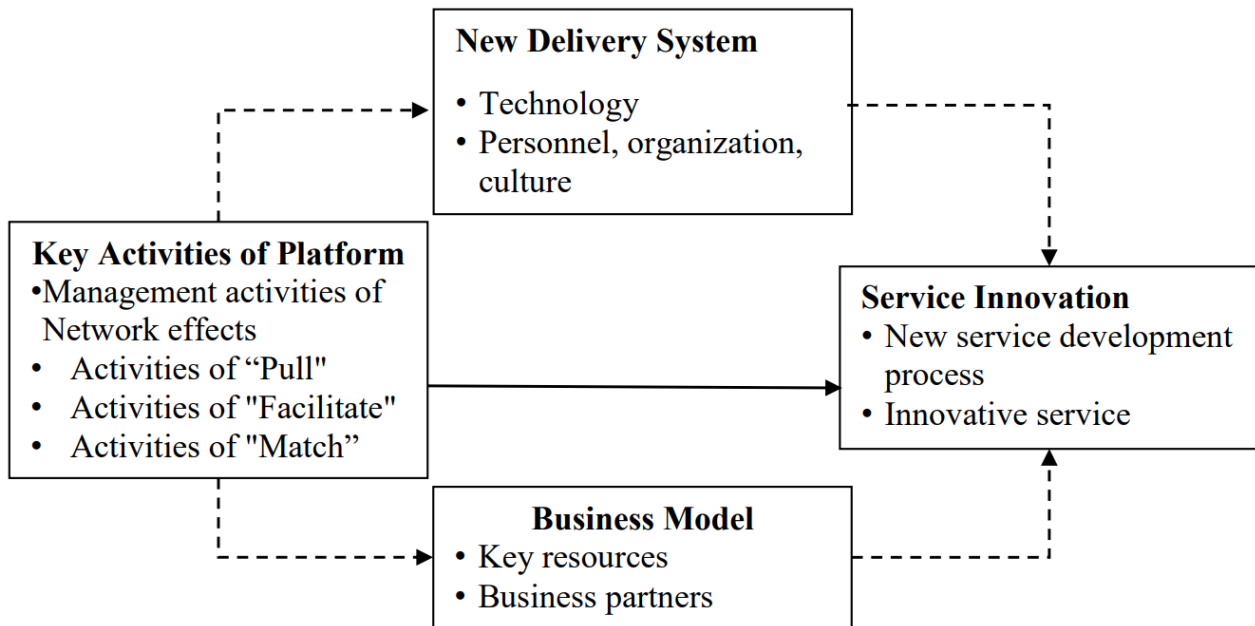 New Delivery System
• Technology
• Personnel, organization,
culture
Key Activities of Platform
•Management activities of
Network effects
• Activities of “Pull"
• Activities of "Facilitate"
• Activities of "Match”
Service Innovation
• New service development
process
• Innovative service
Business Model
• Key resources
• Business partners